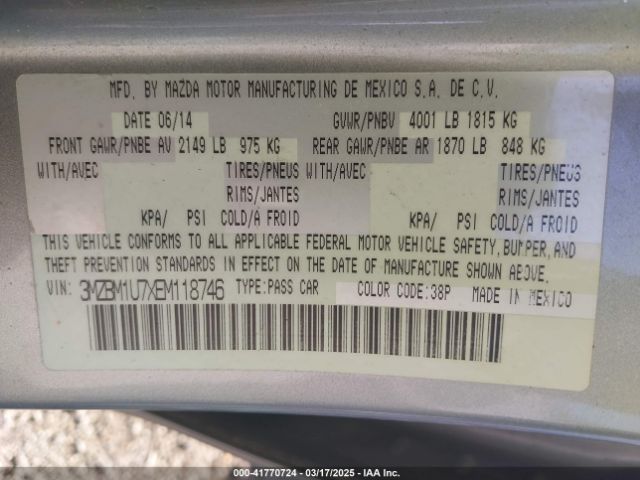 MFD. BY MAZDA MOTOR MANUFACTURING DE MEXICO S.A. DE C.V.
DATE 06/14 GVWR/PNBV 4001 LB 1815 KG
FRONT GAWR/PNBE AV 2149 LB 975 KG REAR GAWR/PNBE AR 1870 LB 848 KG
WITH/AVEC TIRES/PNEUS WITH/AVEC TIRES/PNEUS
RIMS/JANTES RIMS/JANTES
KPA/ PSI COLD/A FROID KPA/ PSI COLD/A FROID
THIS VEHICLE CONFORMS TO ALL APPLICABLE FEDERAL MOTOR VEHICLE SAFETY, BUMPER, AND
THEFT PREVENTION STANDARDS IN EFFECT ON THE DATE OF MANUFACTURE SHOWN ABOVE.
VIN: 3MZBM1U7XEM118746 TYPE:PASS CAR COLOR CODE:38P MADE IN MEXICO
000-41770724 — 03/17/2025 — IAA Inc.